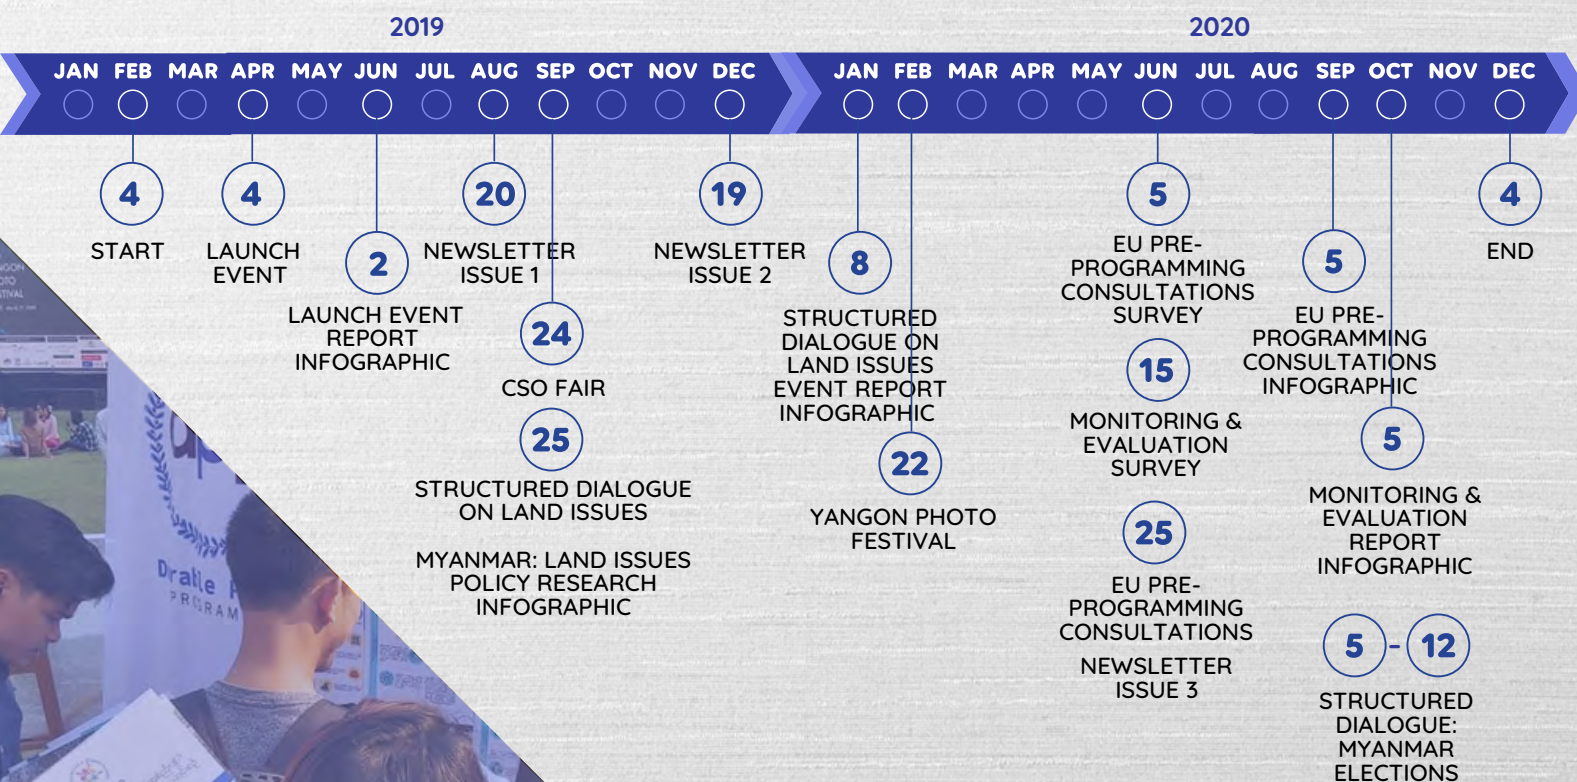 2019
2020
JAN FEB MAR APR MAY JUN JUL AUG SEP OCT NOV DEC
JAN FEB MAR APR MAY JUN JUL AUG SEP OCT NOV DEC
4
START
4
LAUNCH
EVENT
2
LAUNCH EVENT
REPORT
INFOGRAPHIC
20
NEWSLETTER
ISSUE 1
24
CSO FAIR
25
STRUCTURED DIALOGUE
ON LAND ISSUES
MYANMAR: LAND ISSUES
POLICY RESEARCH
INFOGRAPHIC
19
NEWSLETTER
ISSUE 2
8
STRUCTURED
DIALOGUE ON
LAND ISSUES
EVENT REPORT
INFOGRAPHIC
22
YANGON PHOTO
FESTIVAL
5
EU PRE-
PROGRAMMING
CONSULTATIONS
SURVEY
15
MONITORING &
EVALUATION
SURVEY
25
EU PRE-
PROGRAMMING
CONSULTATIONS
NEWSLETTER
ISSUE 3
5
EU PRE-
PROGRAMMING
CONSULTATIONS
INFOGRAPHIC
5
MONITORING &
EVALUATION
REPORT
INFOGRAPHIC
5 - 12
STRUCTURED
DIALOGUE:
MYANMAR
ELECTIONS
4
END